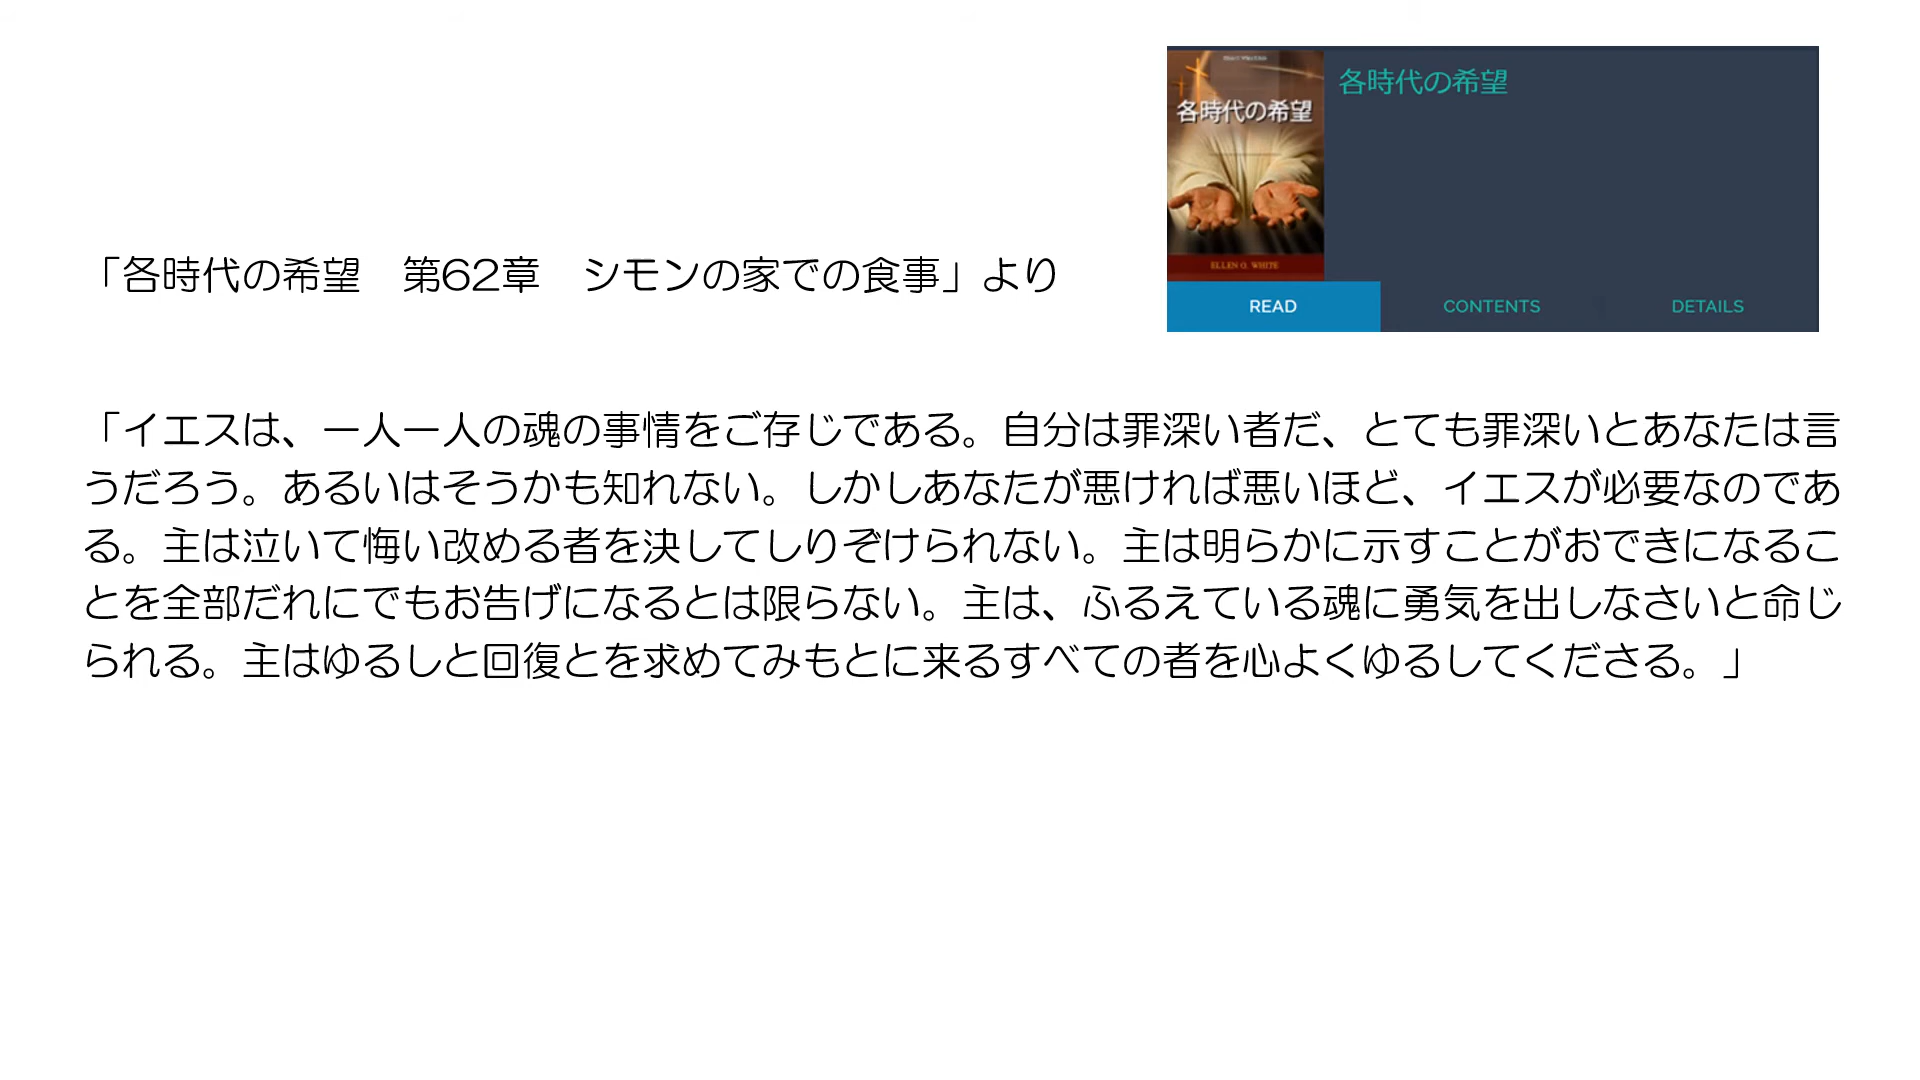 各時代の希望
各時代の希望
ELLEN G. WHITE
READ
CONTENTS
DETAILS
「各時代の希望　第62章　シモンの家での食事」より
「イエスは、一人一人の魂の事情をご存じである。自分は罪深い者だ、とても罪深いとあなたは言
うだろう。あるいはそうかも知れない。しかしあなたが悪ければ悪いほど、イエスが必要なのであ
る。主は泣いて悔い改める者を決してしりぞけられない。主は明らかに示すことがおできになるこ
とを全部だれにでもお告げになるとは限らない。主は、ふるえている魂に勇気を出しなさいと命じ
られる。主はゆるしと回復とを求めてみもとに来るすべての者を心よくゆるしてくださる。」